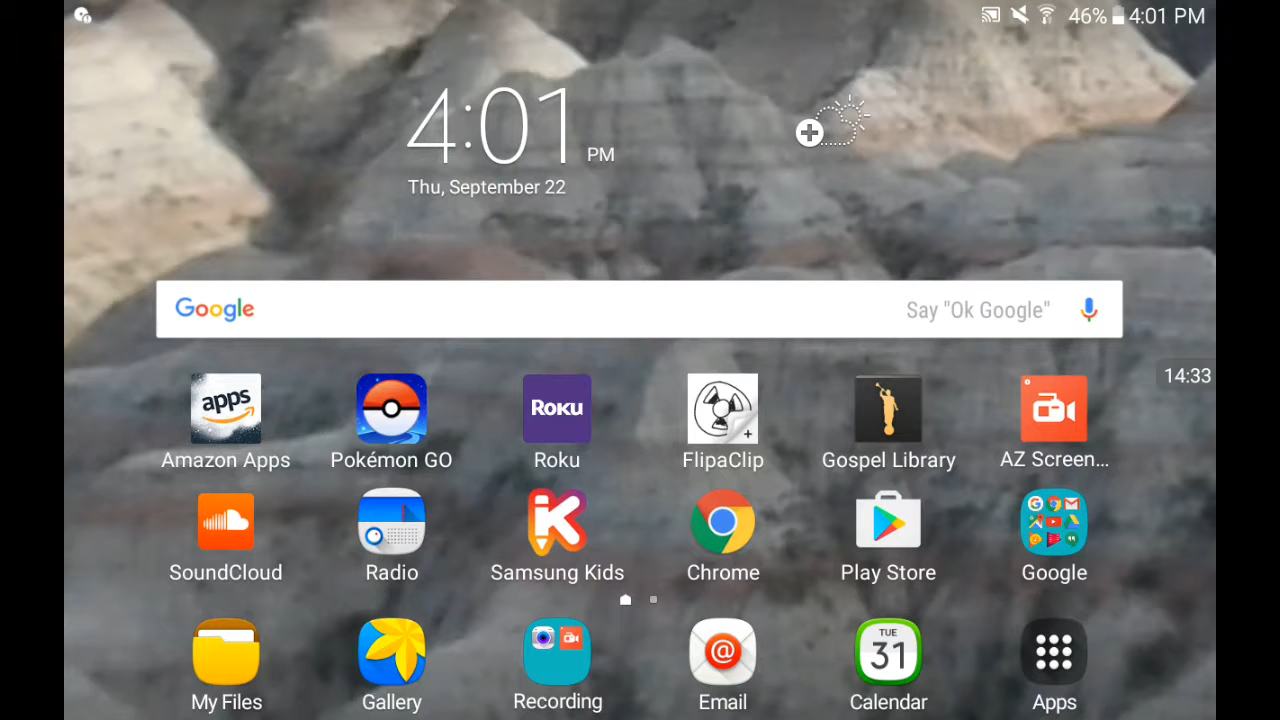 46% 4:01 PM
4:01 PM
Thu, September 22
Google Say "Ok Google"
14:33
apps
Roku
Amazon Apps Pokémon GO Roku FlipaClip Gospel Library AZ Screen...
SoundCloud Radio Samsung Kids Chrome Play Store Google
TUE
31
@
My Files Gallery Recording Email Calendar Apps